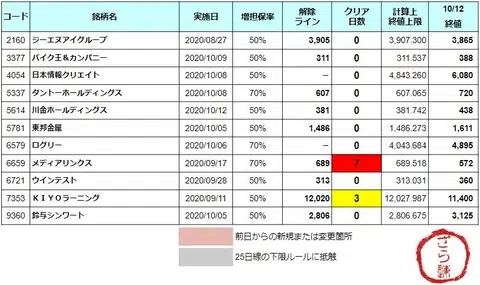 コード 銘柄名 実施日 増担保率 解除ライン クリア日数 計算上終値上限 10/12終値
2160 ジーエヌアイグループ 2020/08/27 50% 3,905 0 3,907.300 3,865
3377 バイク王&カンパニー 2020/10/09 50% 311 0 311.537 388
4054 日本情報クリエイト 2020/10/08 50% - 0 4,843.260 6,080
5337 ダントーホールディングス 2020/10/08 70% 607 0 607.065 720
5614 川金ホールディングス 2020/10/12 50% 381 0 381.742 438
5781 東邦金属 2020/10/05 50% 1,486 0 1,486.273 1,611
6579 ログリー 2020/10/06 50% - 0 4,043.684 4,895
6659 メディアリンクス 2020/09/17 70% 689 7 689.518 572
6721 ウインテスト 2020/09/28 50% 313 0 313.031 360
7353 KIYOラーニング 2020/09/11 50% 12,020 3 12,027.987 11,400
9360 鈴与シンワート 2020/10/05 50% 2,806 0 2,806.675 3,125
前日からの新規または変更箇所
25日線の下限ルールに抵触